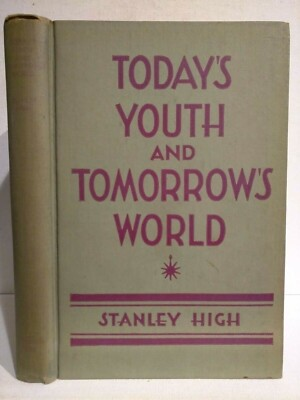 TODAY'S
YOUTH
AND
TOMORROW'S
WORLD
STANLEY HIGH